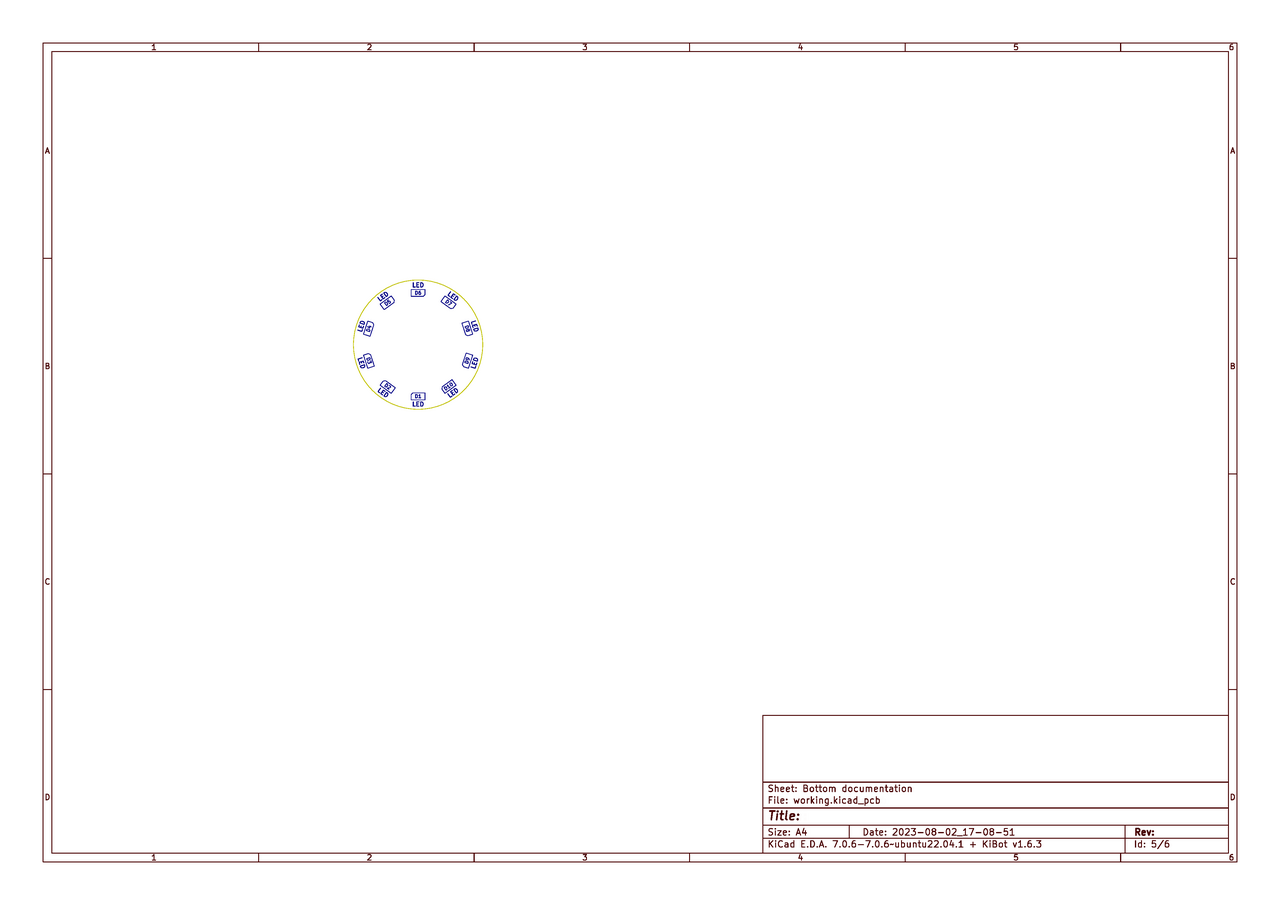 1 2 3 4 5 6
A A
LED
D6
LED
D5
LED
D7
LED
D4
LED
D8
B B
LED
D3
LED
D9
D2
LED
D10
LED
D1
LED
C C
Sheet: Bottom documentation
File: working.kicad_pcb
D D
Title:
Size: A4 Date: 2023-08-02_17-08-51 Rev:
KiCad E.D.A. 7.0.6-7.0.6~ubuntu22.04.1 + KiBot v1.6.3 Id: 5/6
1 2 3 4 5 6